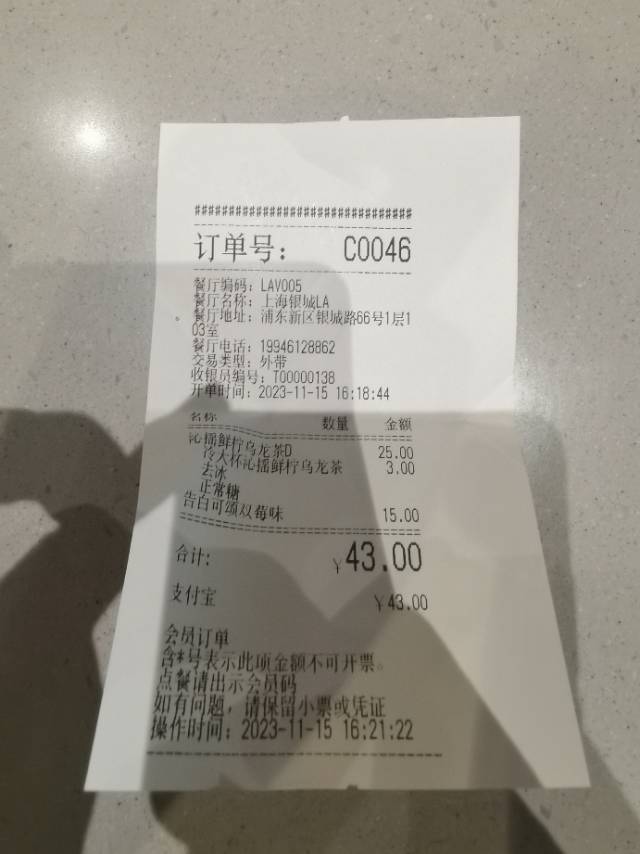 ################################
订单号： C0046
餐厅编码：LAV005
餐厅名称：上海银城LA
餐厅地址：浦东新区银城路66号1层1
03室
餐厅电话：19946128862
交易类型：外带
收银员编号：T00000138
开单时间：2023-11-15 16:18:44
名称 数量 金额
沁摇鲜柠乌龙茶D 25.00
冷大杯沁摇鲜柠乌龙茶 3.00
去冰
正常糖
告白可颂双莓味 15.00
合计: ¥43.00
支付宝 ¥43.00
会员订单
含*号表示此项金额不可开票。
点餐请出示会员码
如有问题，请保留小票或凭证
操作时间：2023-11-15 16:21:22